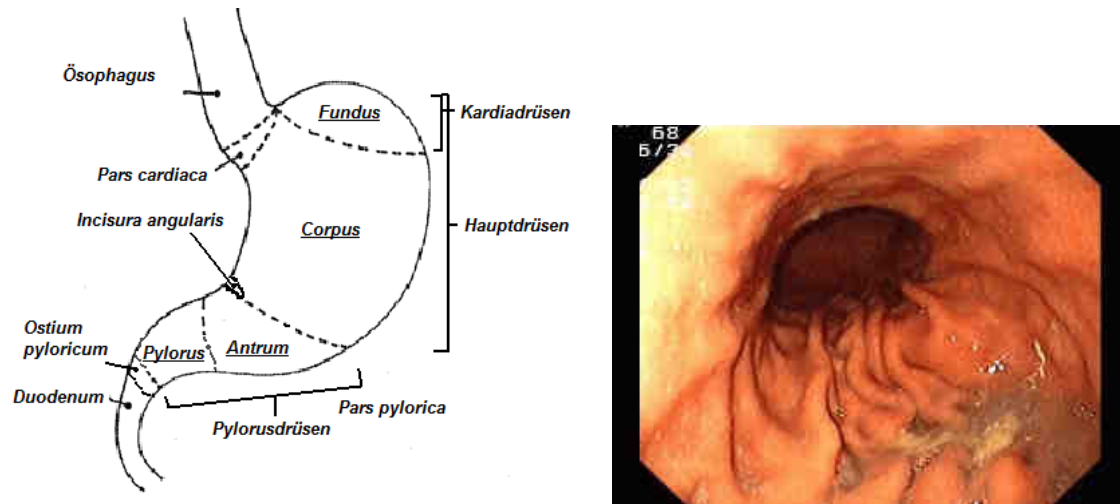 Ösophagus
Fundus
Kardiadrüsen
Pars cardiaca
Incisura angularis
Corpus
Hauptdrüsen
Ostium
pyloricum
Pylorus
Antrum
Duodenum
Pars pylorica
Pylorusdrüsen
68